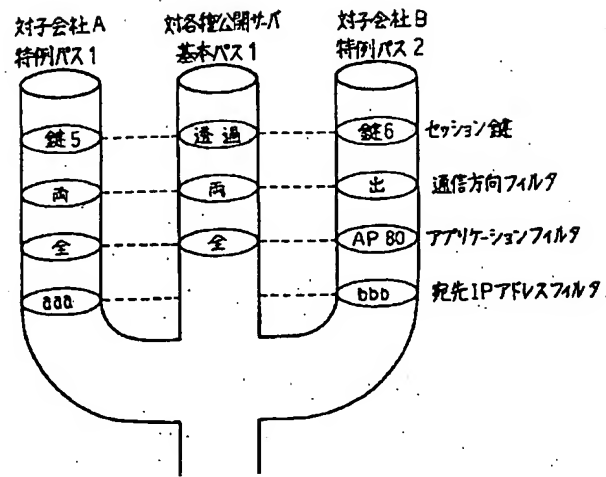 対子会社A
特例パス1
対各種公開サーバ
基本パス1
対子会社B
特例パス2
鍵5
透過
鍵6
セッション鍵
両
両
出
通信方向フィルタ
全
全
AP 80
アプリケーションフィルタ
aaa
bbb
宛先IPアドレスフィルタ